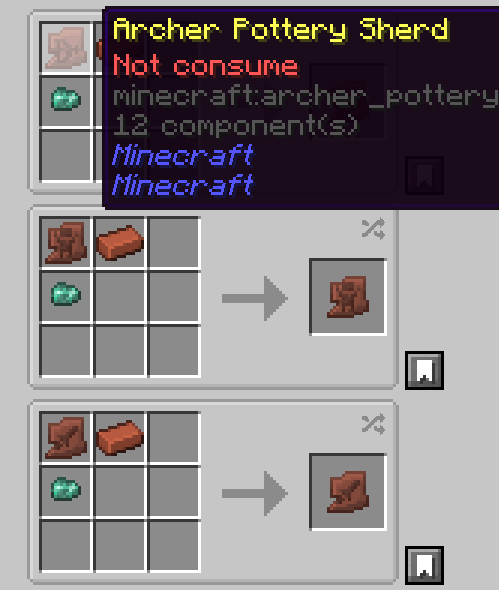 Archer Pottery Sherd
Not consume
minecraft:archer_pottery
12 component(s)
Minecraft
Minecraft